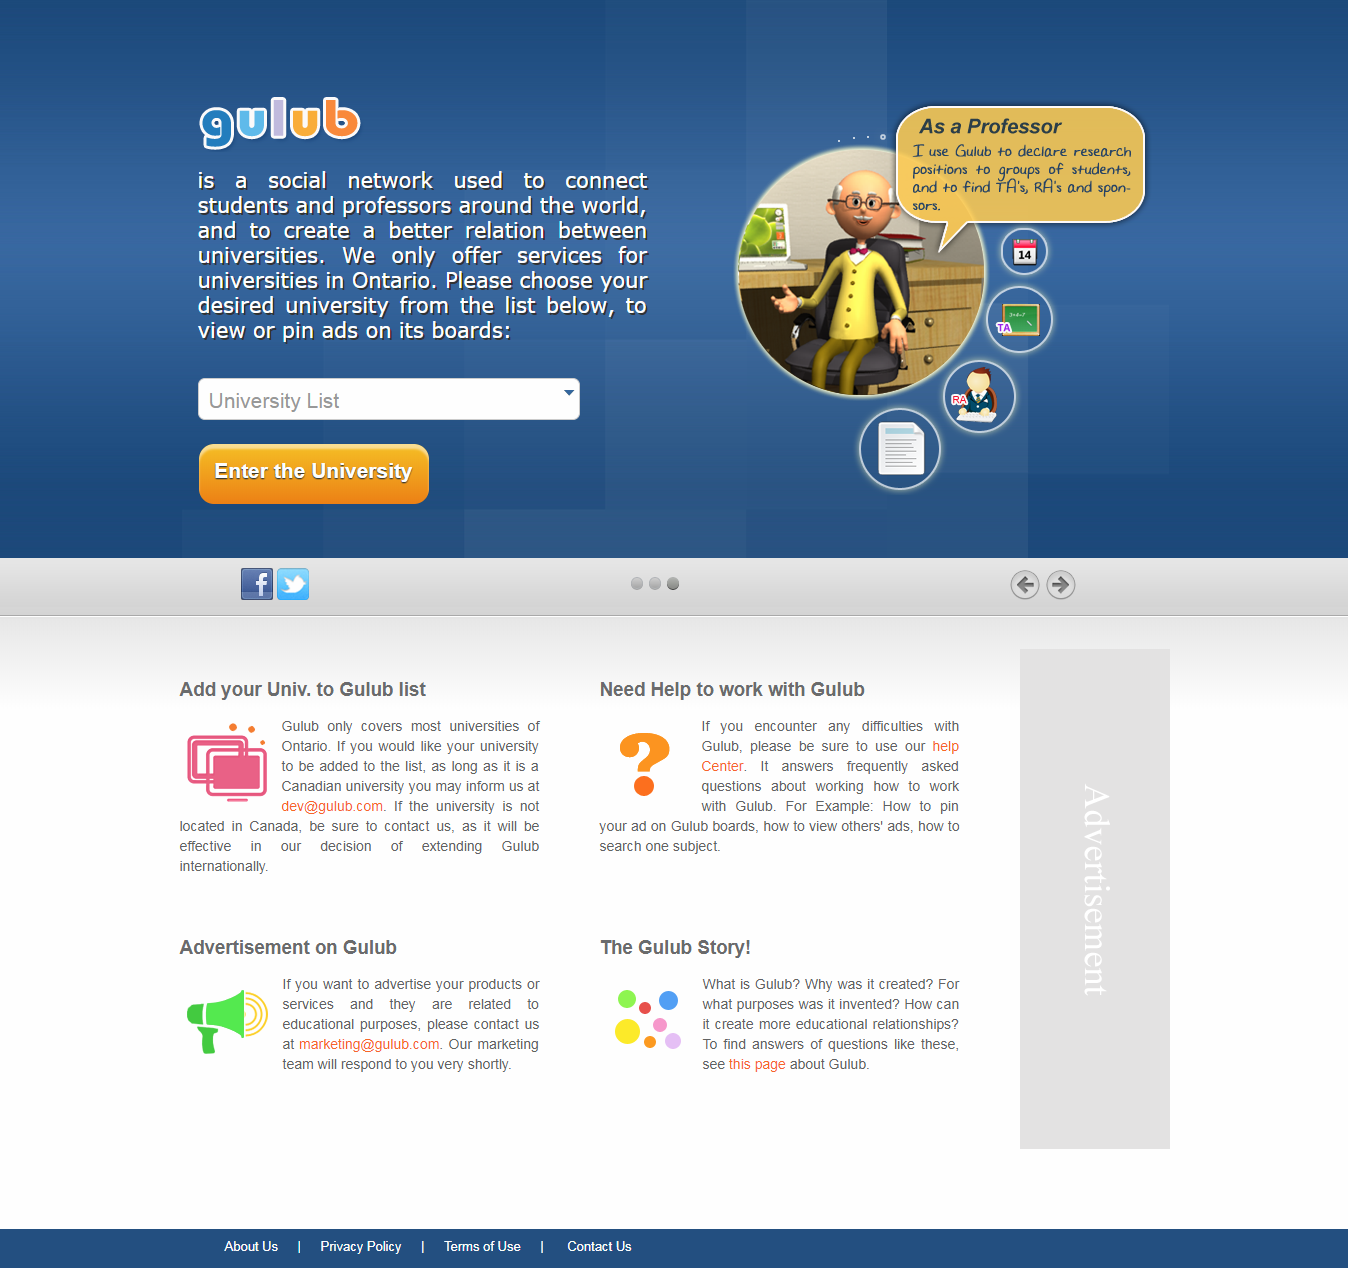 gulub
is a social network used to connect
students and professors around the world,
and to create a better relation between
universities. We only offer services for
universities in Ontario. Please choose your
desired university from the list below, to
view or pin ads on its boards:
University List
Enter the University
As a Professor
I use Gulub to declare research
positions to groups of students,
and to find TA's, RA's and spon-
sors.
14
3+4=7
TA
RA
Add your Univ. to Gulub list
Gulub only covers most universities of
Ontario. If you would like your university
to be added to the list, as long as it is a
Canadian university you may inform us at
dev@gulub.com. If the university is not
located in Canada, be sure to contact us, as it will be
effective in our decision of extending Gulub
internationally.
Need Help to work with Gulub
If you encounter any difficulties with
Gulub, please be sure to use our help
Center. It answers frequently asked
questions about working how to work
with Gulub. For Example: How to pin
your ad on Gulub boards, how to view others' ads, how to
search one subject.
Advertisement
Advertisement on Gulub
If you want to advertise your products or
services and they are related to
educational purposes, please contact us
at marketing@gulub.com. Our marketing
team will respond to you very shortly.
The Gulub Story!
What is Gulub? Why was it created? For
what purposes was it invented? How can
it create more educational relationships?
To find answers of questions like these,
see this page about Gulub.
About Us | Privacy Policy | Terms of Use | Contact Us